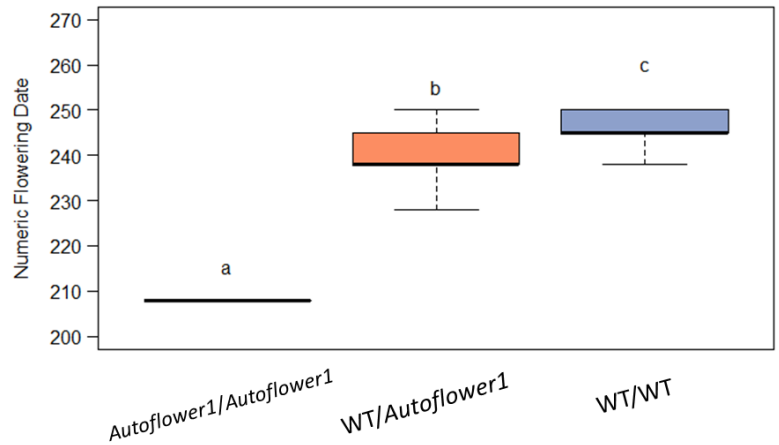 Numeric Flowering Date
270
260
250
240
230
220
210
200
a
b
c
Autoflower1/Autoflower1
WT/Autoflower1
WT/WT